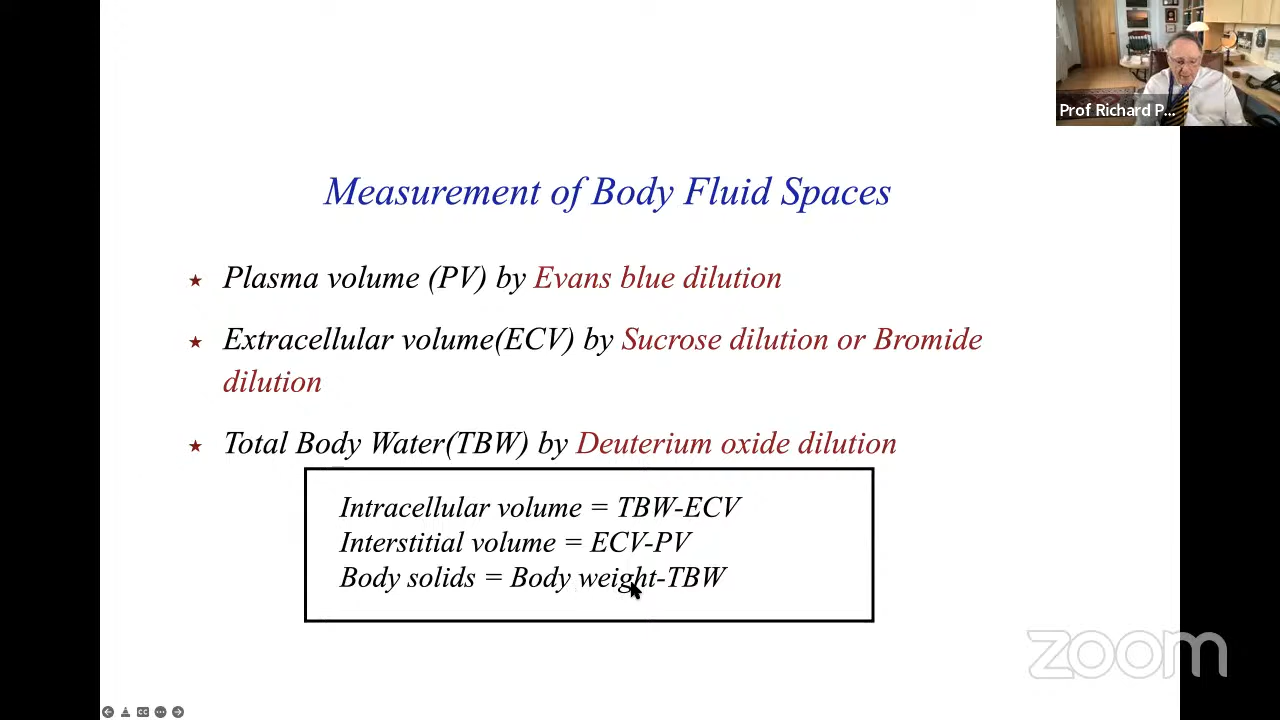 Prof Richard P...
Measurement of Body Fluid Spaces
★ Plasma volume (PV) by Evans blue dilution
★ Extracellular volume(ECV) by Sucrose dilution or Bromide
dilution
★ Total Body Water(TBW) by Deuterium oxide dilution
Intracellular volume = TBW-ECV
Interstitial volume = ECV-PV
Body solids = Body weight-TBW
zoom
CC